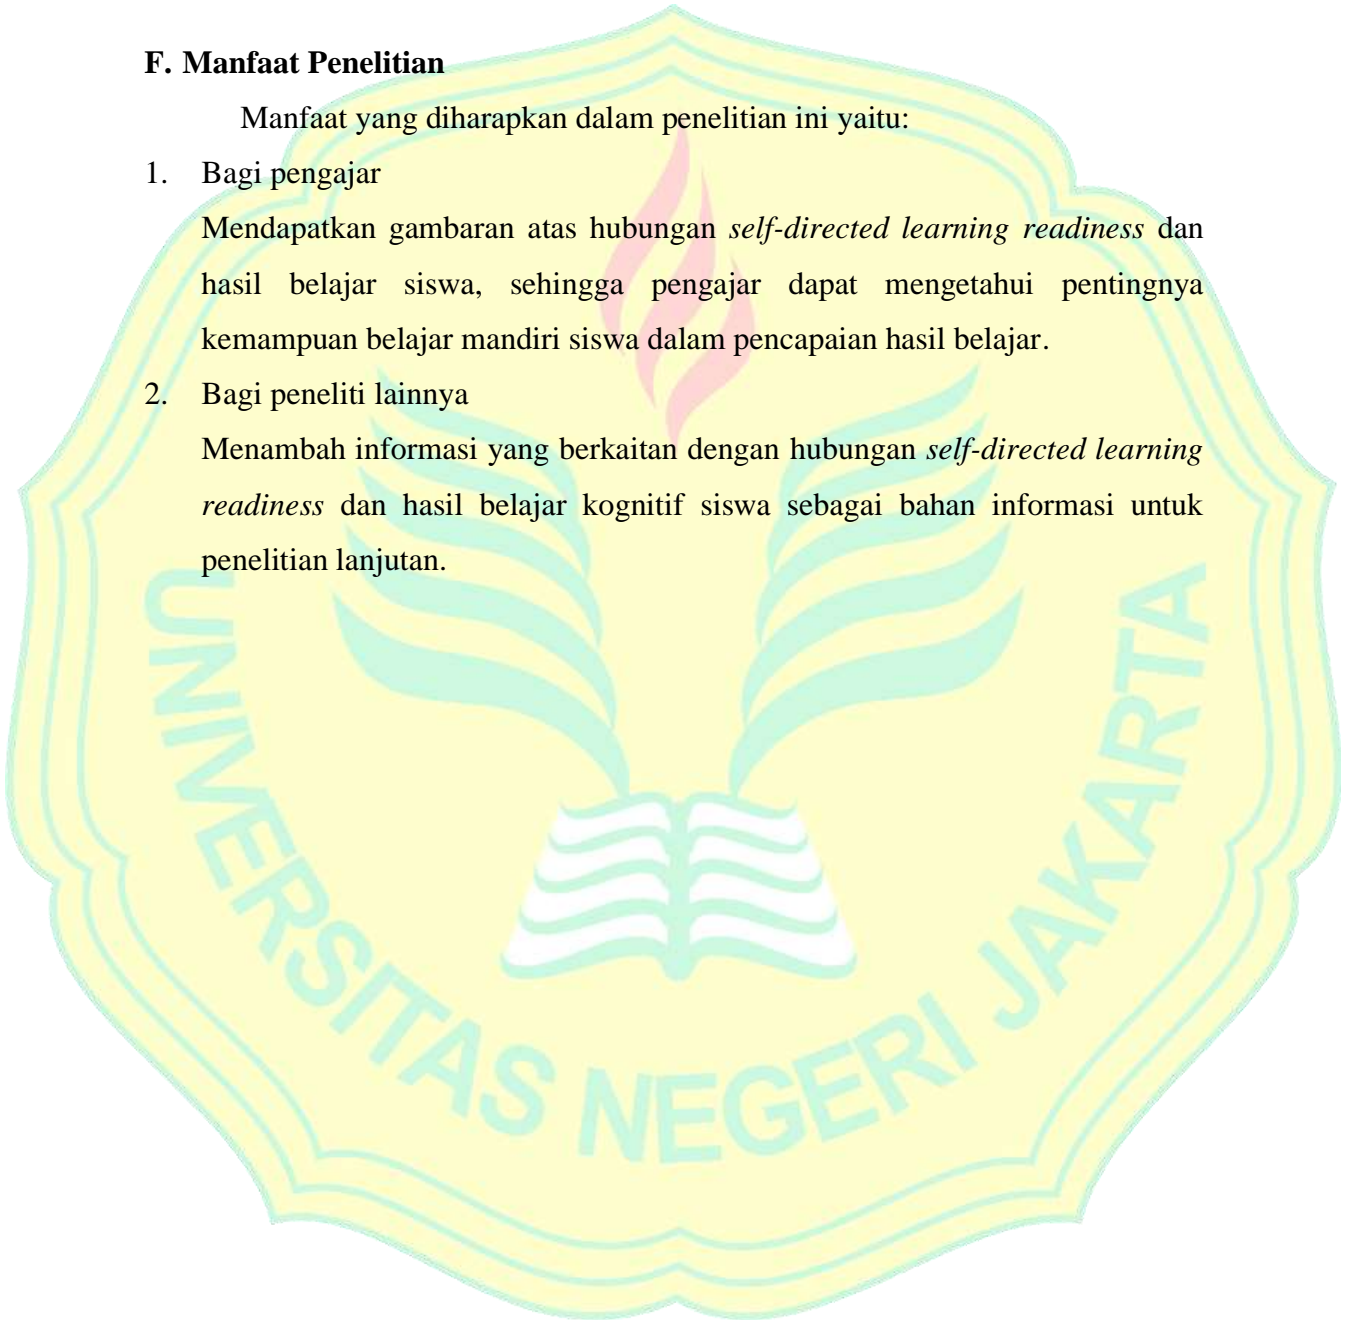 F. Manfaat Penelitian
Manfaat yang diharapkan dalam penelitian ini yaitu:
1. Bagi pengajar
Mendapatkan gambaran atas hubungan self-directed learning readiness dan
hasil belajar siswa, sehingga pengajar dapat mengetahui pentingnya
kemampuan belajar mandiri siswa dalam pencapaian hasil belajar.
2. Bagi peneliti lainnya
Menambah informasi yang berkaitan dengan hubungan self-directed learning
readiness dan hasil belajar kognitif siswa sebagai bahan informasi untuk
penelitian lanjutan.
UNIVERSITAS NEGERI JAKARTA